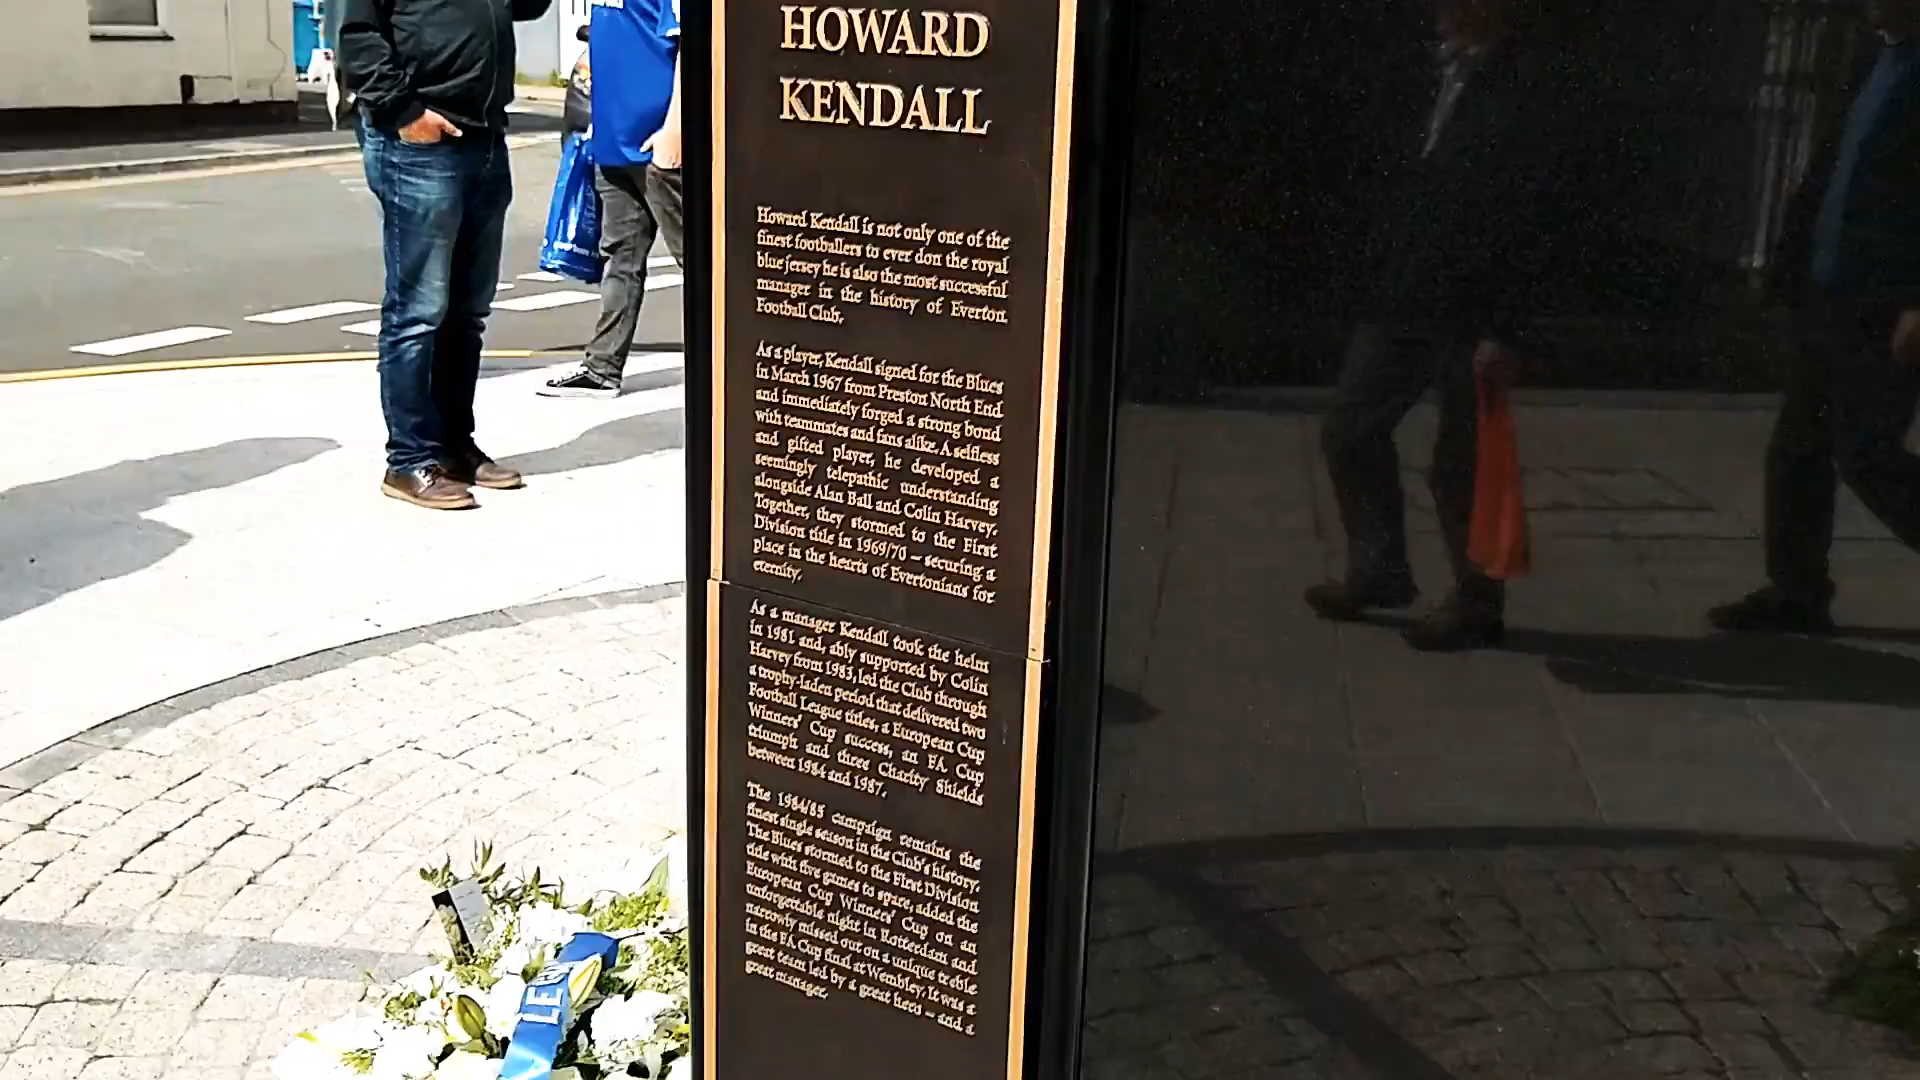 HOWARD
KENDALL
Howard Kendall is not only one of the
finest footballers to ever don the royal
blue jersey he is also the most successful
manager in the history of Everton
Football Club.
As a player, Kendall signed for the Blues
in March 1967 from Preston North End
and immediately forged a strong bond
with teammates and fans alike. A selfless
and gifted player, he developed a
seemingly telepathic understanding
alongside Alan Ball and Colin Harvey.
Together, they stormed to the First
Division title in 1969/70 – securing a
place in the hearts of Evertonians for
eternity.
As a manager Kendall took the helm
in 1981 and, ably supported by Colin
Harvey from 1983, led the Club through
a trophy-laden period that delivered two
Football League titles, a European Cup
Winners' Cup success, an FA Cup
triumph and three Charity Shields
between 1984 and 1987.
The 1984/85 campaign remains the
finest single season in the Club's history.
The Blues stormed to the First Division
title with five games to spare, added the
European Cup Winners' Cup on an
unforgettable night in Rotterdam and
narrowly missed out on a unique treble
in the FA Cup final at Wembley. It was a
great team led by a great hero – and a
great manager.